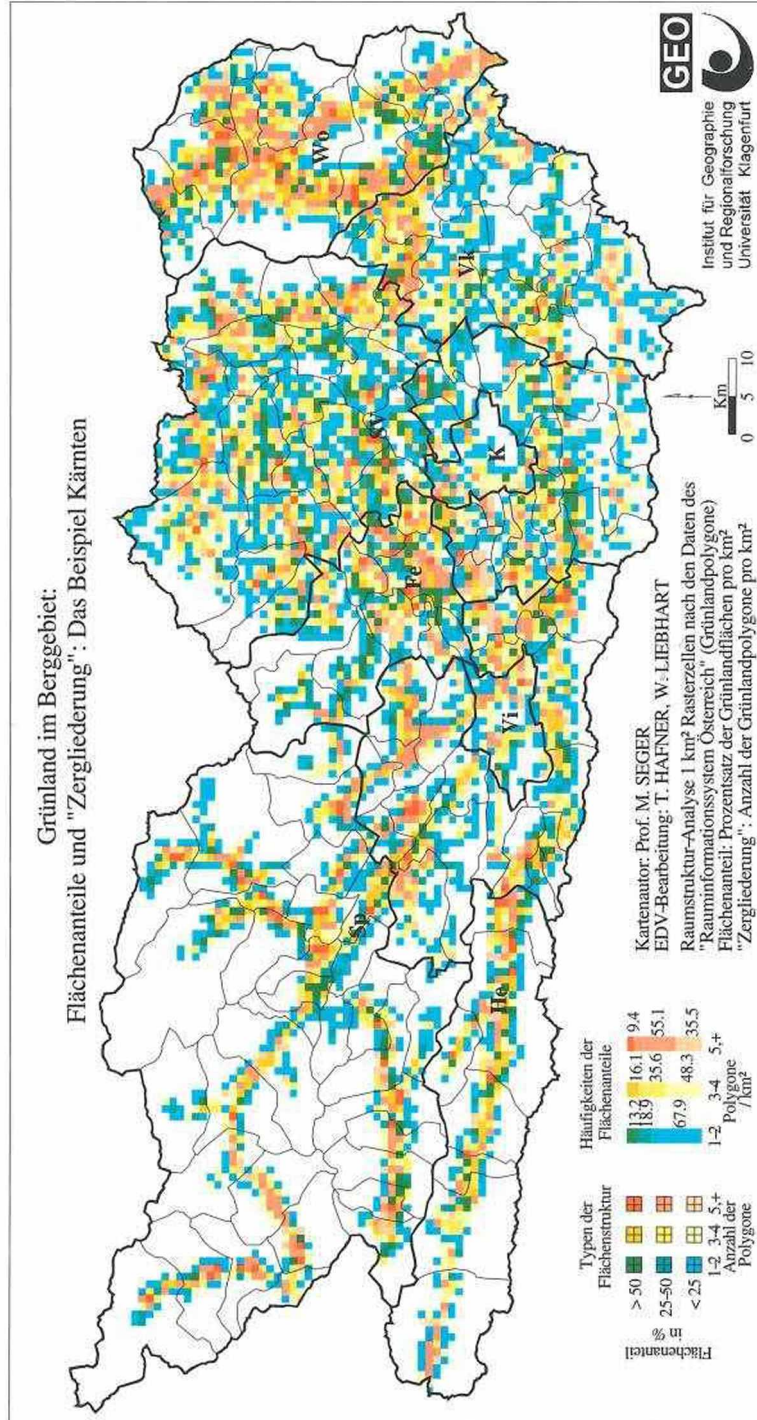 Grünland im Berggebiet:
Flächenanteile und "Zergliederung": Das Beispiel Kärnten
Sp
He
Vi
Fe
K
Vk
Wo
Typen der
Flächenstruktur
Flächenanteil
in %
> 50
25-50
< 25
1-2 3-4 5,+
Anzahl der
Polygone
Häufigkeiten der
Flächenanteile
13.2 16.1 9.4
18.9 35.6 55.1
67.9 48.3 35.5
1-2 3-4 5,+
Polygone
/ km²
Kartenautor: Prof. M. SEGER
EDV-Bearbeitung: T. HAFNER, W. LIEBHART
Raumstruktur-Analyse 1 km² Rasterzellen nach den Daten des
"Rauminformationssystem Österreich" (Grünlandpolygone)
Flächenanteil: Prozentsatz der Grünlandflächen pro km²
"Zergliederung": Anzahl der Grünlandpolygone pro km²
Km
0 5 10
GEO
Institut für Geographie
und Regionalforschung
Universität Klagenfurt